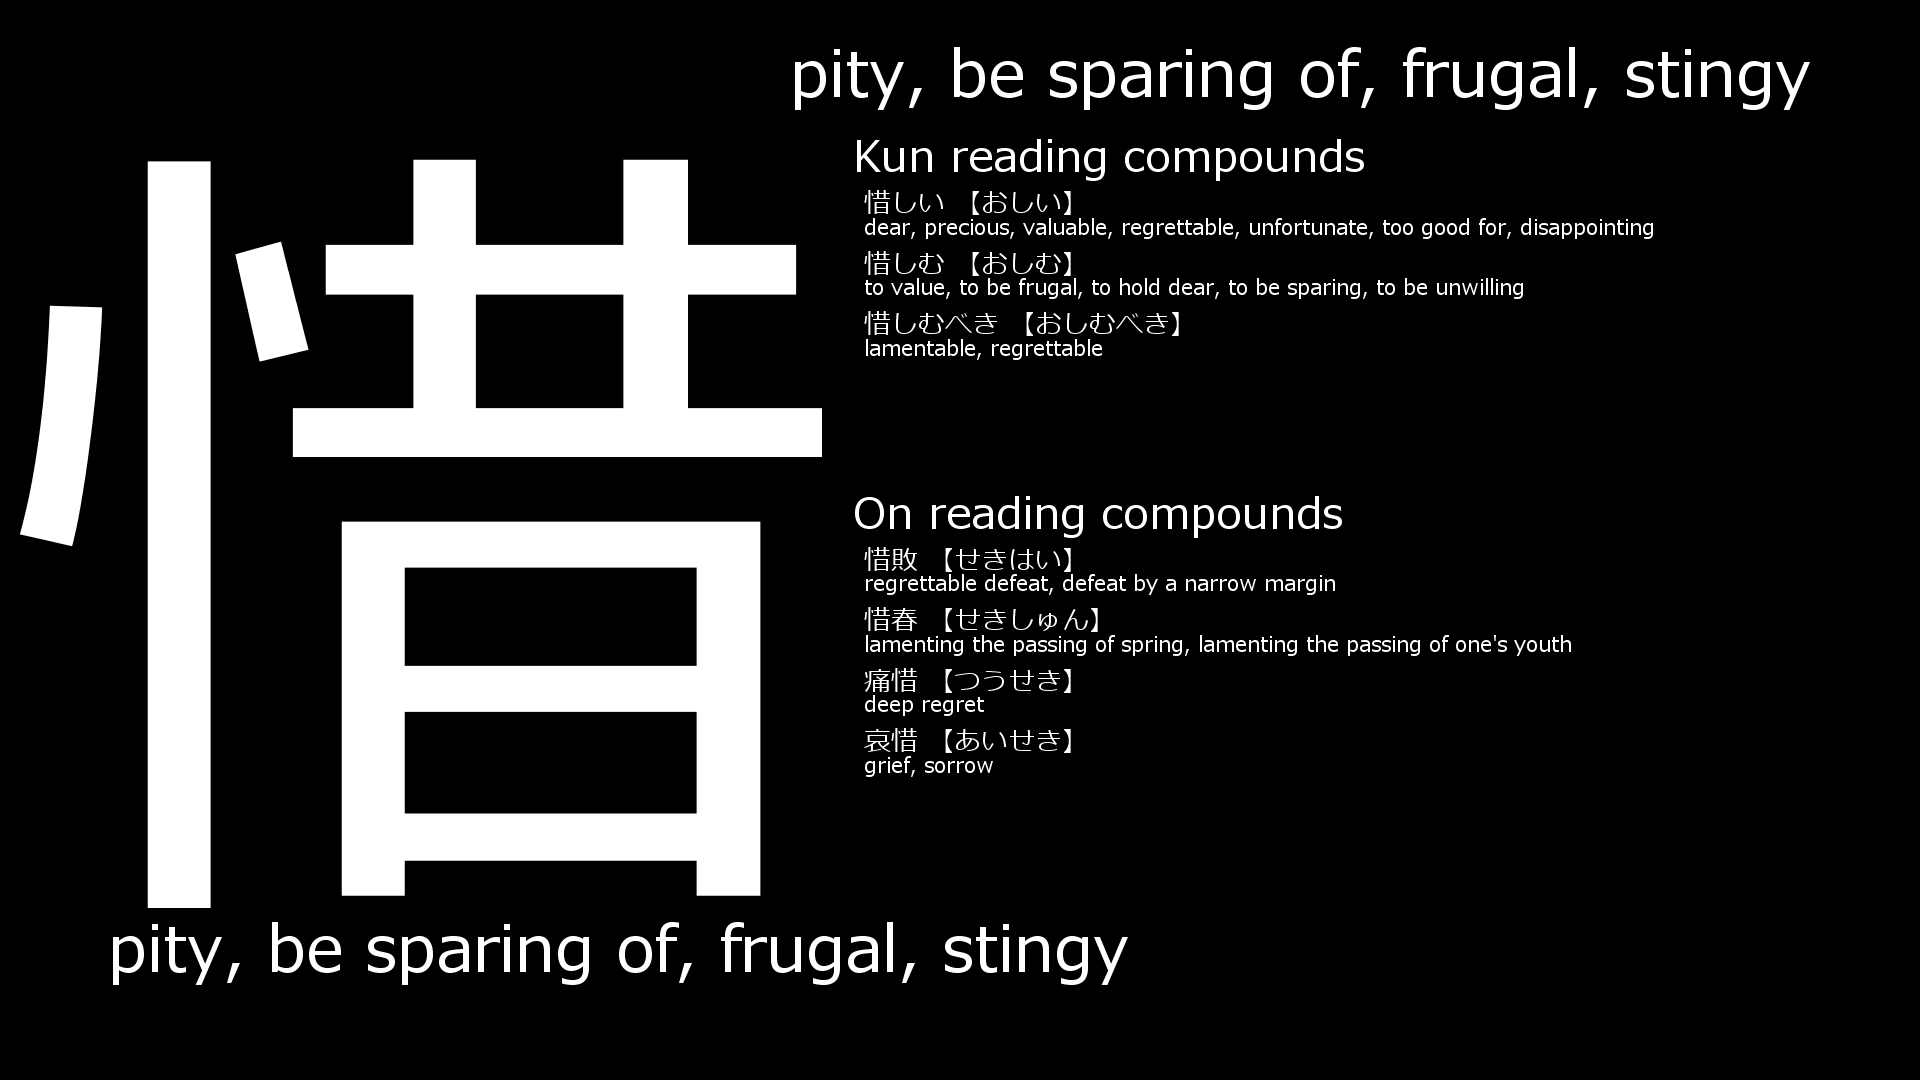 pity, be sparing of, frugal, stingy
惜
Kun reading compounds
惜しい 【おしい】
dear, precious, valuable, regrettable, unfortunate, too good for, disappointing
惜しむ 【おしむ】
to value, to be frugal, to hold dear, to be sparing, to be unwilling
惜しむべき 【おしむべき】
lamentable, regrettable
On reading compounds
惜敗 【せきはい】
regrettable defeat, defeat by a narrow margin
惜春 【せきしゅん】
lamenting the passing of spring, lamenting the passing of one's youth
痛惜 【つうせき】
deep regret
哀惜 【あいせき】
grief, sorrow
pity, be sparing of, frugal, stingy